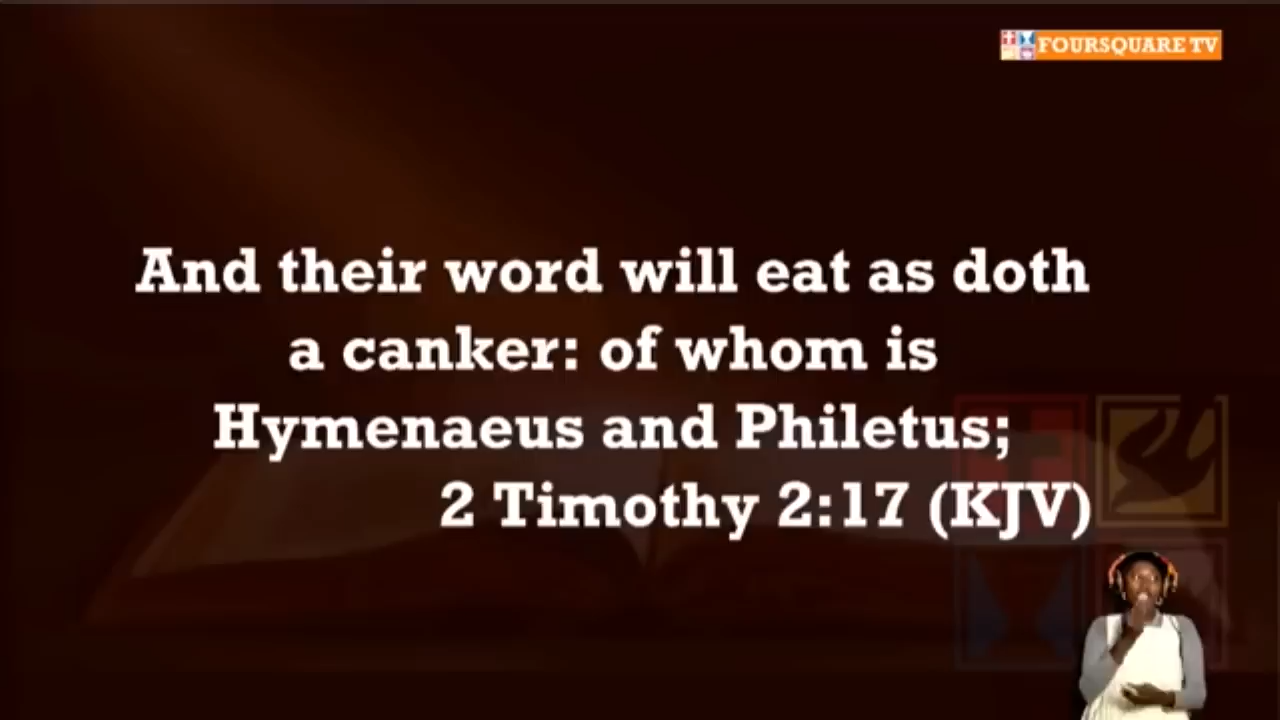 FOURSQUARE TV
And their word will eat as doth
a canker: of whom is
Hymenaeus and Philetus;
2 Timothy 2:17 (KJV)